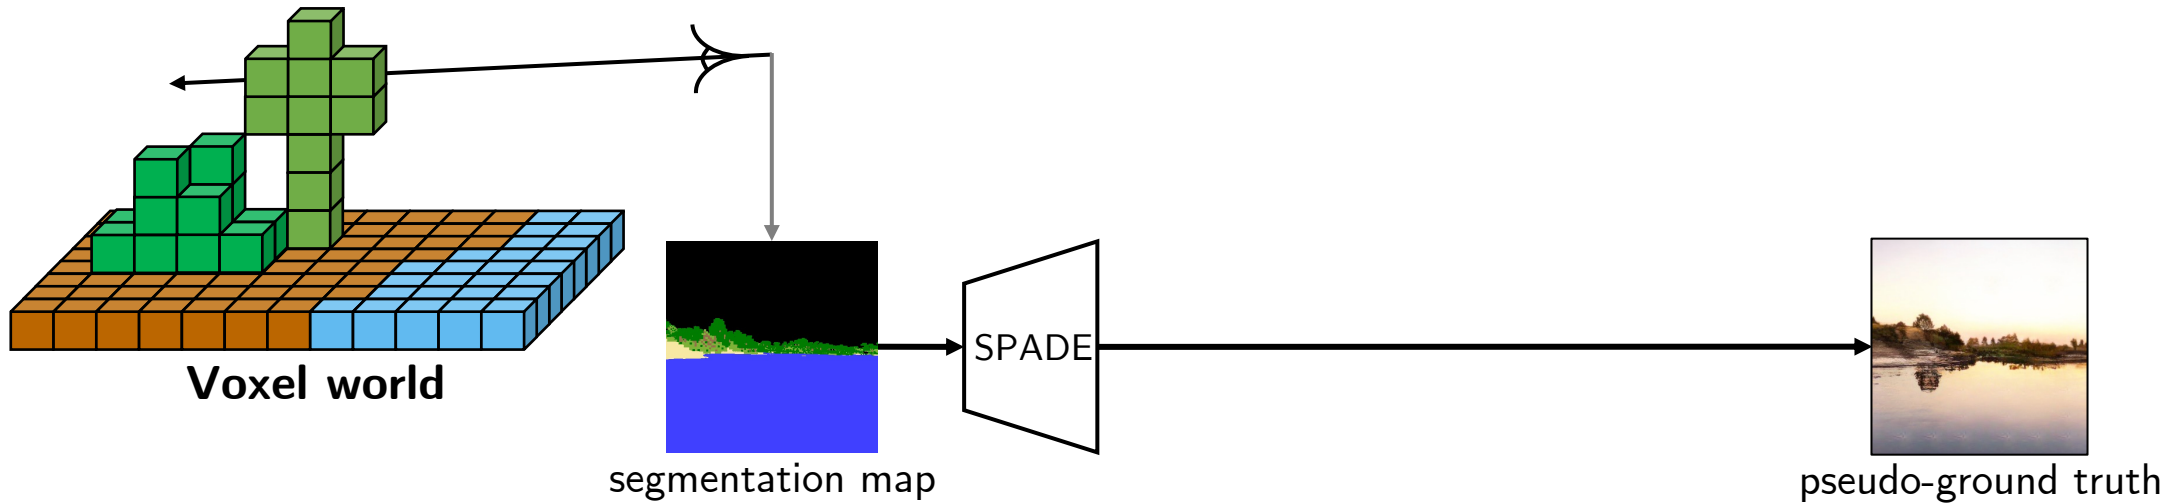 SPADE
Voxel world
segmentation map
pseudo-ground truth